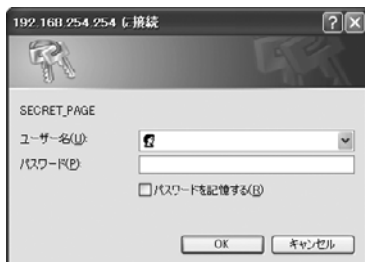 192.168.254.254 に接続
SECRET_PAGE
ユーザー名(U):
パスワード(P):
パスワードを記憶する(R)
OK キャンセル